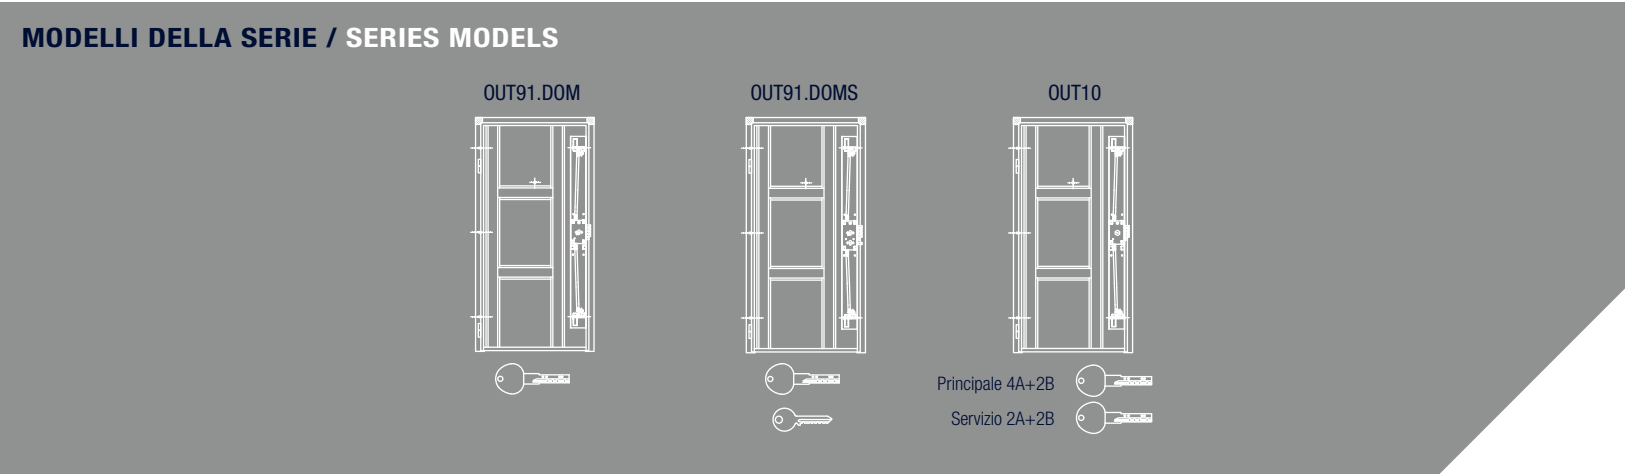 MODELLI DELLA SERIE / SERIES MODELS
OUT91.DOM
OUT91.DOMS
OUT10
Principale 4A+2B
Servizio 2A+2B